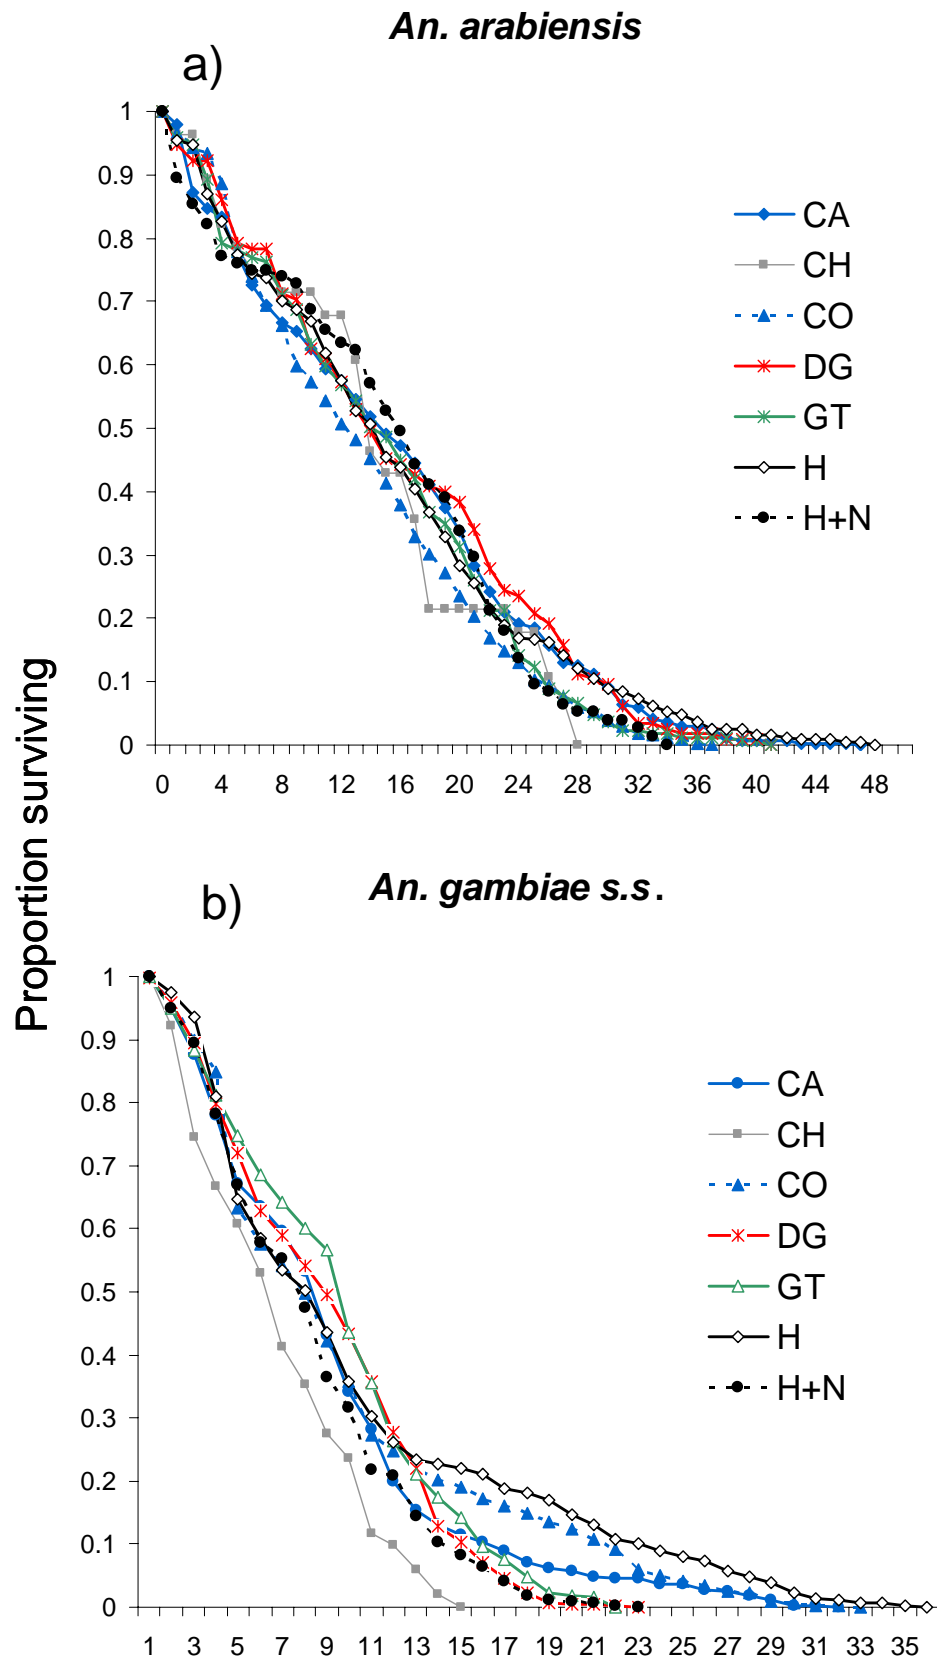 An. arabiensis
a)
1
0.9
0.8
0.7
0.6
0.5
0.4
0.3
0.2
0.1
0
0 4 8 12 16 20 24 28 32 36 40 44 48
CA
CH
CO
DG
GT
H
H+N
Proportion surviving
An. gambiae s.s.
b)
1
0.9
0.8
0.7
0.6
0.5
0.4
0.3
0.2
0.1
0
1 3 5 7 9 11 13 15 17 19 21 23 25 27 29 31 33 35
CA
CH
CO
DG
GT
H
H+N